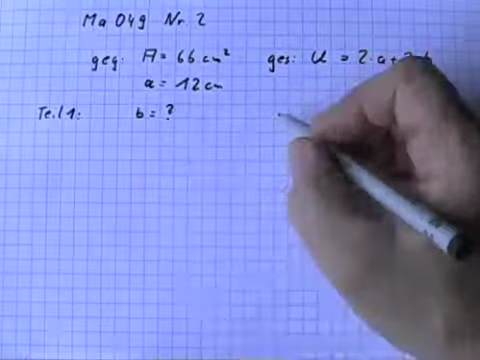 Ma 049 Nr. 2
geg: A = 66 cm² ges: U = 2·a+2·b
a = 12 cm
Teil 1: b = ?